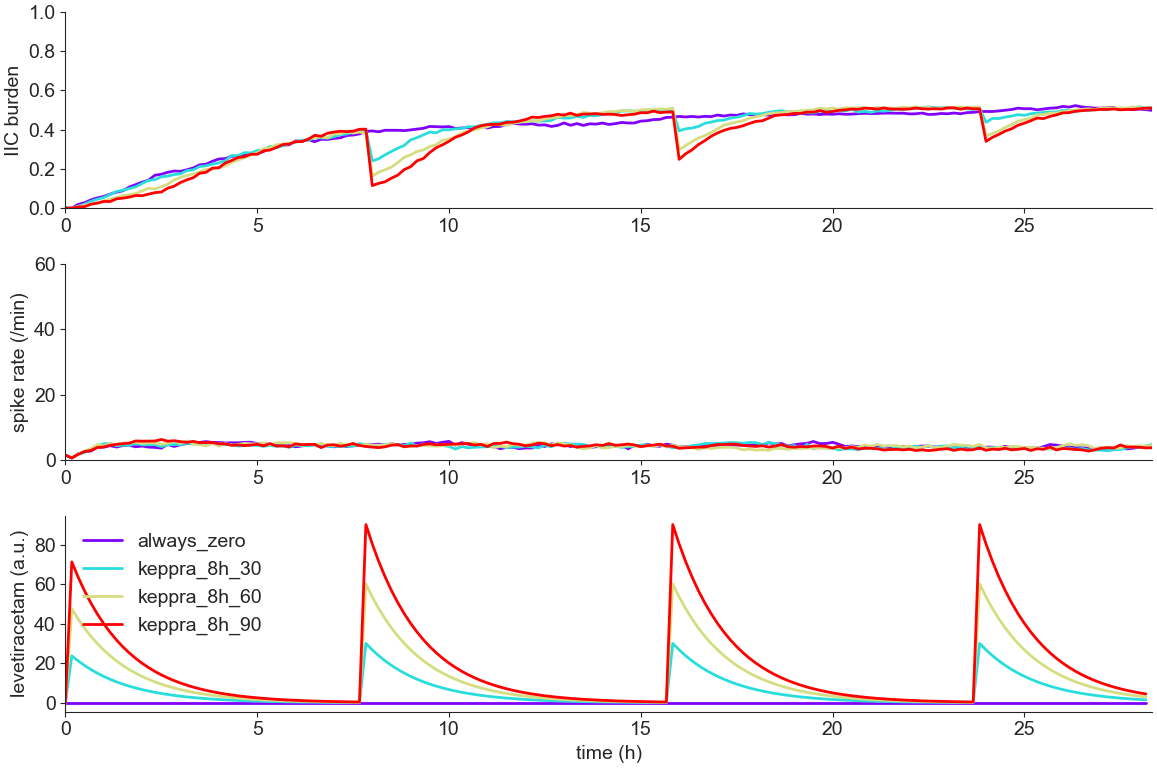 1.0
0.8
0.6
0.4
0.2
0.0
IIC burden
0 5 10 15 20 25
60
40
20
0
spike rate (/min)
0 5 10 15 20 25
80
60
40
20
0
levetiracetam (a.u.)
always_zero
keppra_8h_30
keppra_8h_60
keppra_8h_90
0 5 10 15 20 25
time (h)